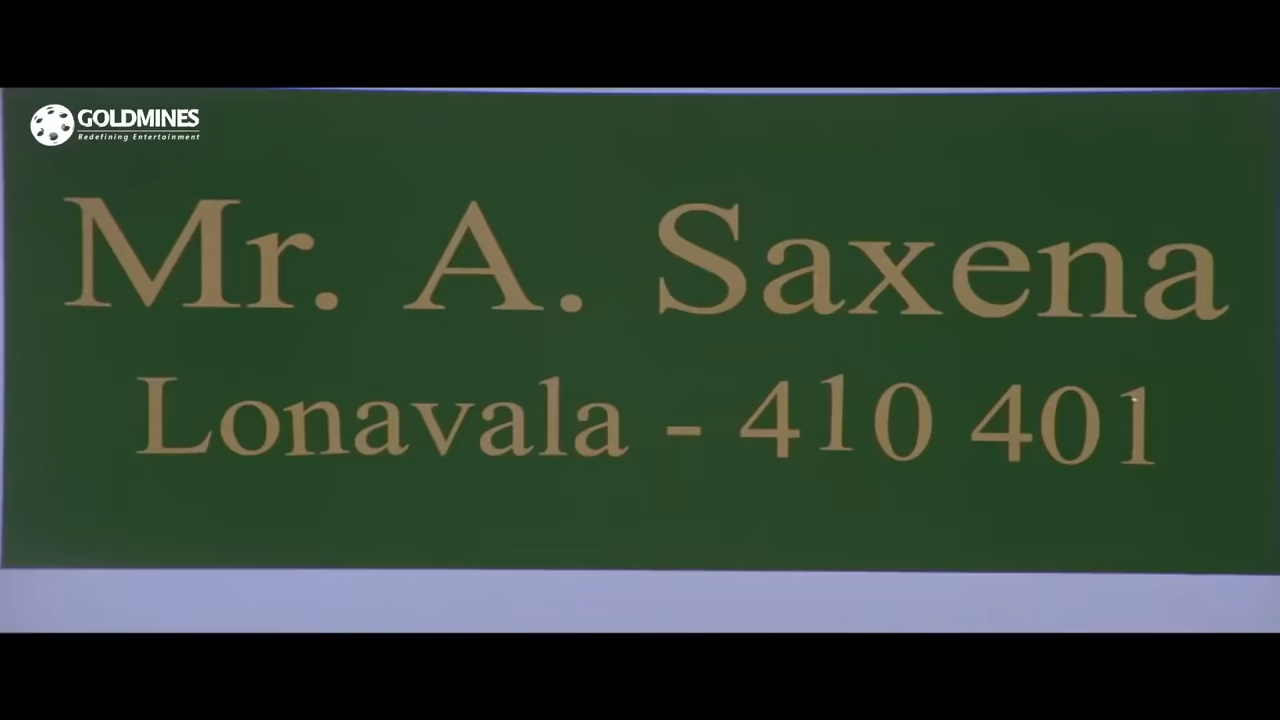 GOLDMINES
Redefining Entertainment
Mr. A. Saxena
Lonavala - 410 401